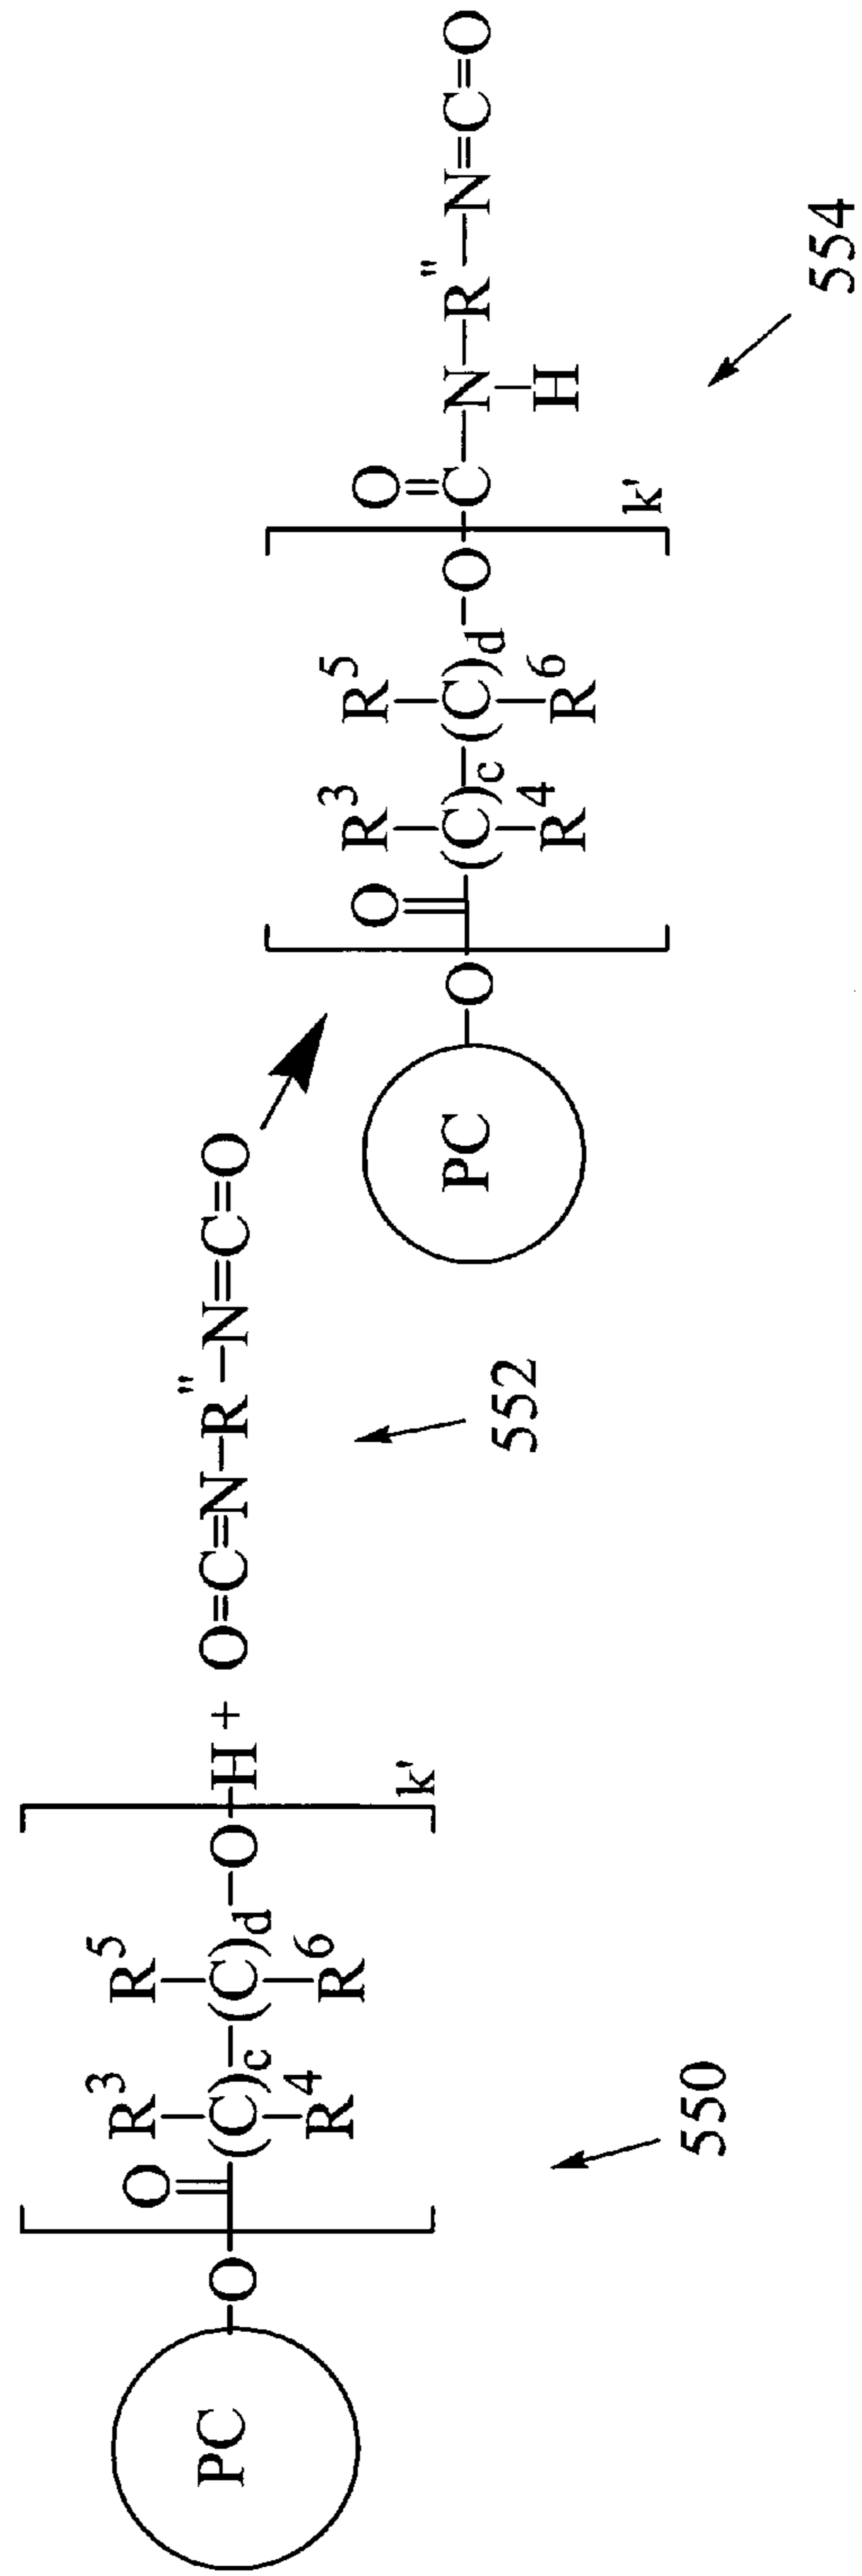 O R³ R⁵
PC —O—[—(C)c—(C)d—O—]k'—H + O=C=N—R"—N=C=O
R⁴ R⁶
550
552
O R³ R⁵ O
PC —O—[—(C)c—(C)d—O—]k'—C—N—R"—N=C=O
R⁴ R⁶ H
554